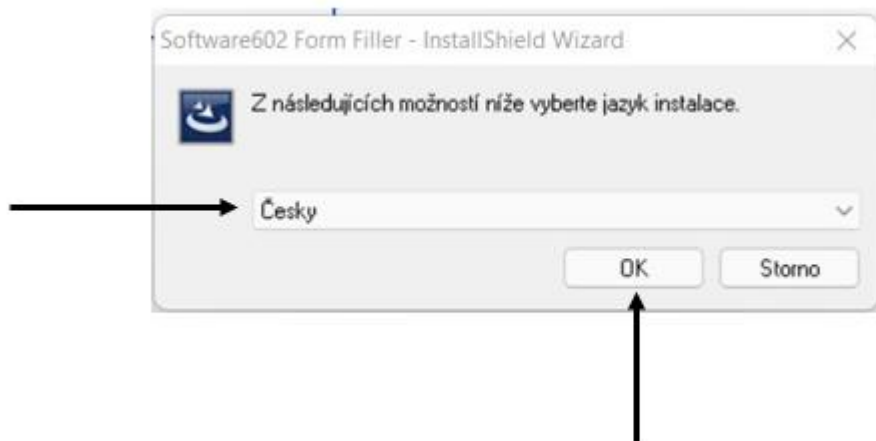 Software602 Form Filler - InstallShield Wizard
Z následujících možností níže vyberte jazyk instalace.
Česky
OK
Storno